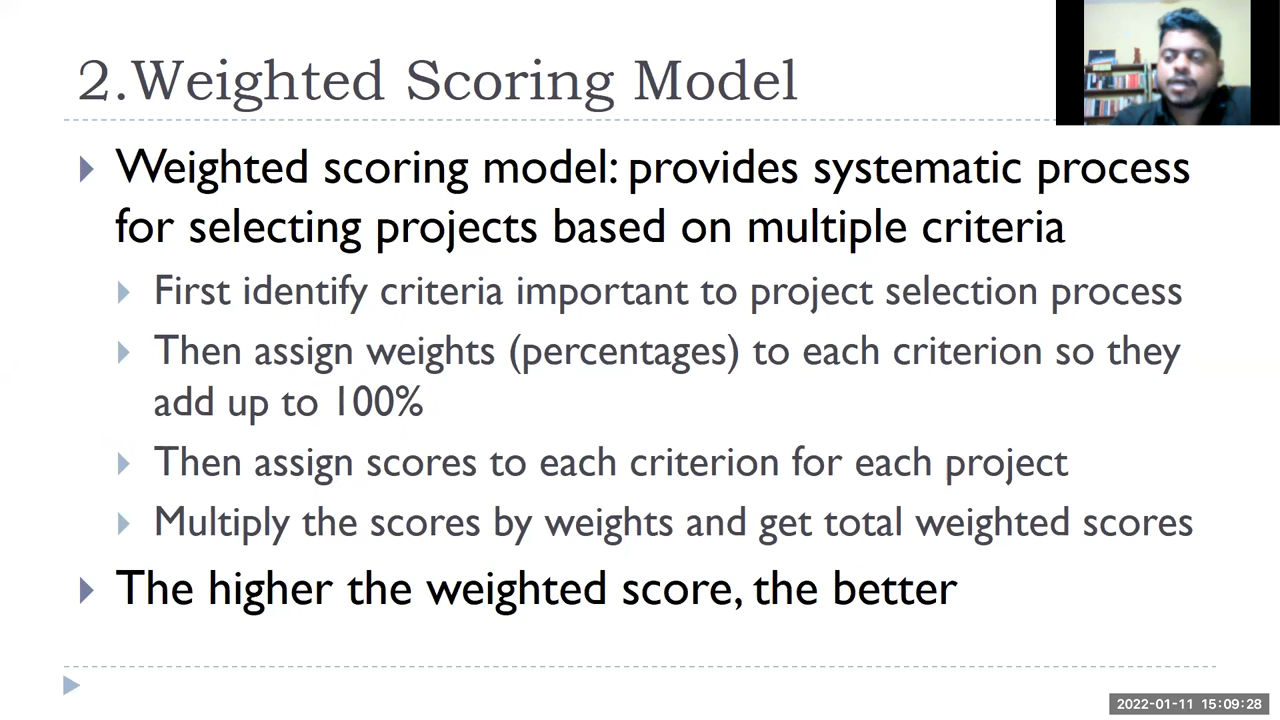 2.Weighted Scoring Model
Weighted scoring model: provides systematic process
for selecting projects based on multiple criteria
First identify criteria important to project selection process
Then assign weights (percentages) to each criterion so they
add up to 100%
Then assign scores to each criterion for each project
Multiply the scores by weights and get total weighted scores
The higher the weighted score, the better
2022-01-11 15:09:28